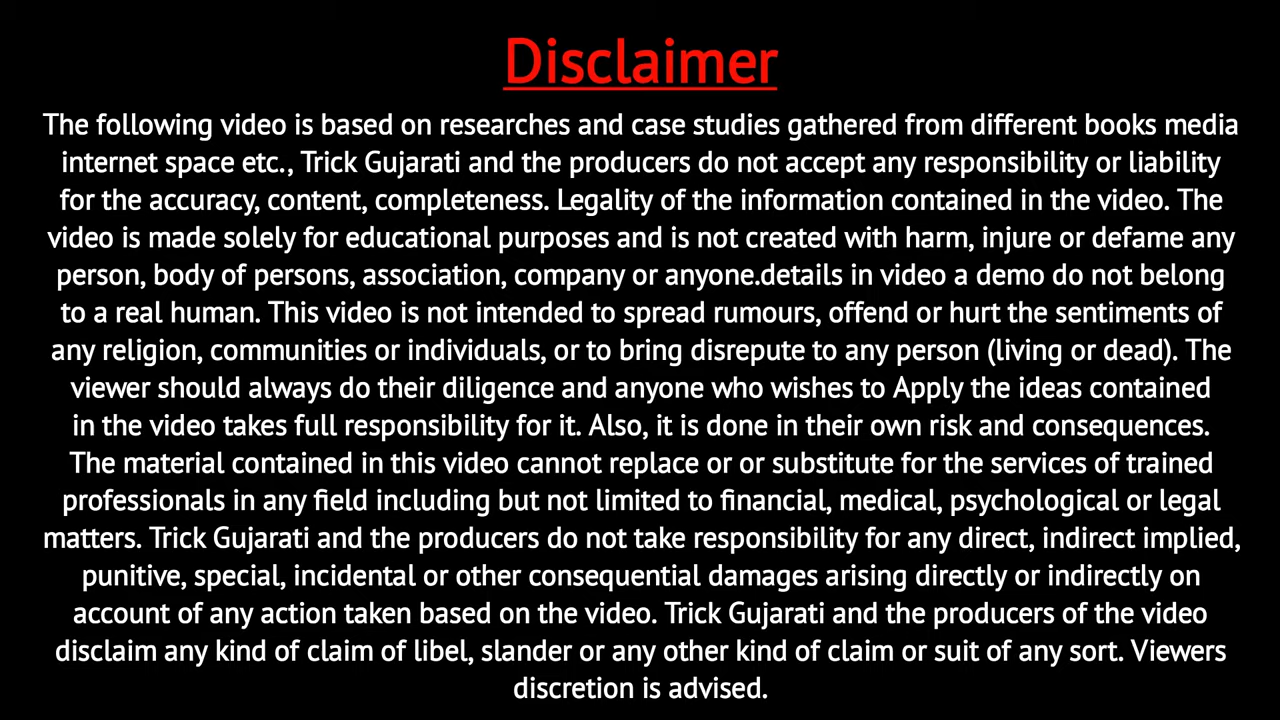 Disclaimer
The following video is based on researches and case studies gathered from different books media
internet space etc., Trick Gujarati and the producers do not accept any responsibility or liability
for the accuracy, content, completeness. Legality of the information contained in the video. The
video is made solely for educational purposes and is not created with harm, injure or defame any
person, body of persons, association, company or anyone.details in video a demo do not belong
to a real human. This video is not intended to spread rumours, offend or hurt the sentiments of
any religion, communities or individuals, or to bring disrepute to any person (living or dead). The
viewer should always do their diligence and anyone who wishes to Apply the ideas contained
in the video takes full responsibility for it. Also, it is done in their own risk and consequences.
The material contained in this video cannot replace or or substitute for the services of trained
professionals in any field including but not limited to financial, medical, psychological or legal
matters. Trick Gujarati and the producers do not take responsibility for any direct, indirect implied,
punitive, special, incidental or other consequential damages arising directly or indirectly on
account of any action taken based on the video. Trick Gujarati and the producers of the video
disclaim any kind of claim of libel, slander or any other kind of claim or suit of any sort. Viewers
discretion is advised.